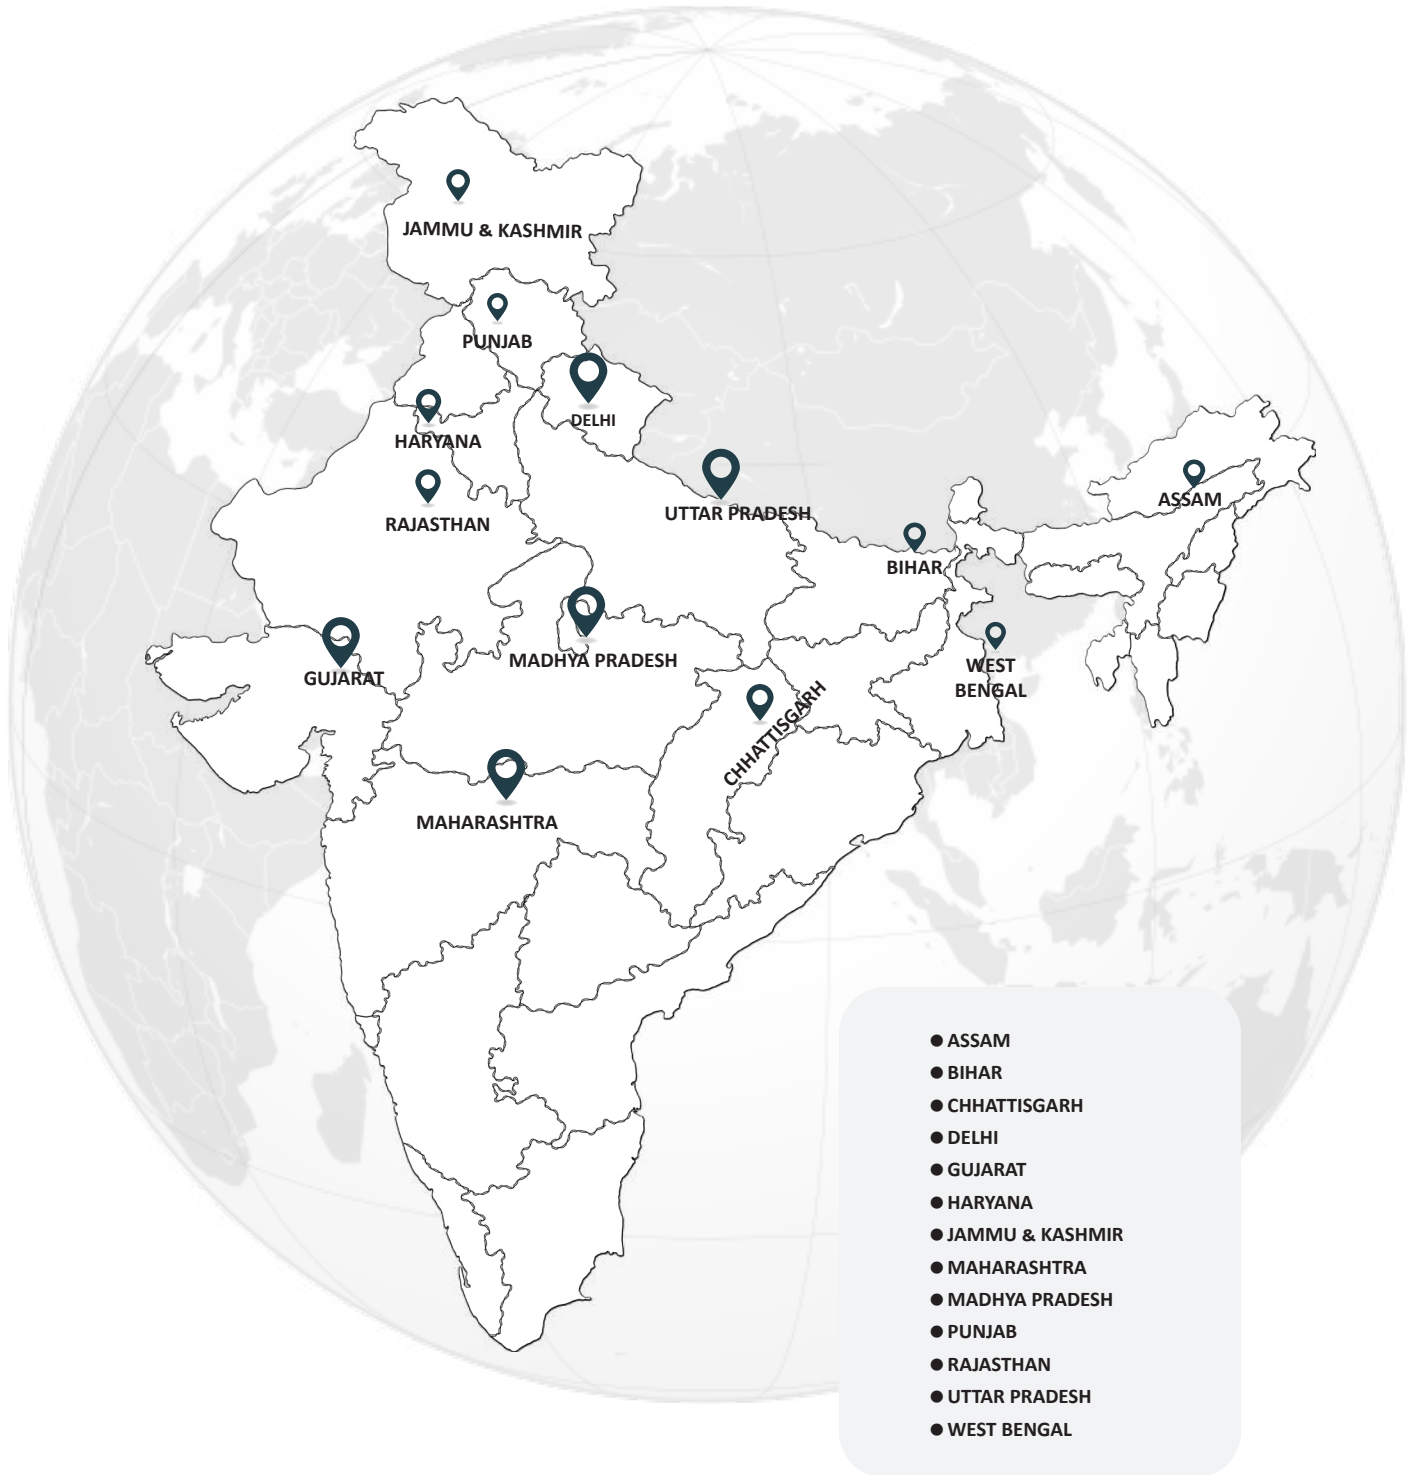 JAMMU & KASHMIR
PUNJAB
DELHI
HARYANA
RAJASTHAN
UTTAR PRADESH
ASSAM
BIHAR
MADHYA PRADESH
GUJARAT
WEST
BENGAL
CHHATTISGARH
MAHARASHTRA
● ASSAM
● BIHAR
● CHHATTISGARH
● DELHI
● GUJARAT
● HARYANA
● JAMMU & KASHMIR
● MAHARASHTRA
● MADHYA PRADESH
● PUNJAB
● RAJASTHAN
● UTTAR PRADESH
● WEST BENGAL